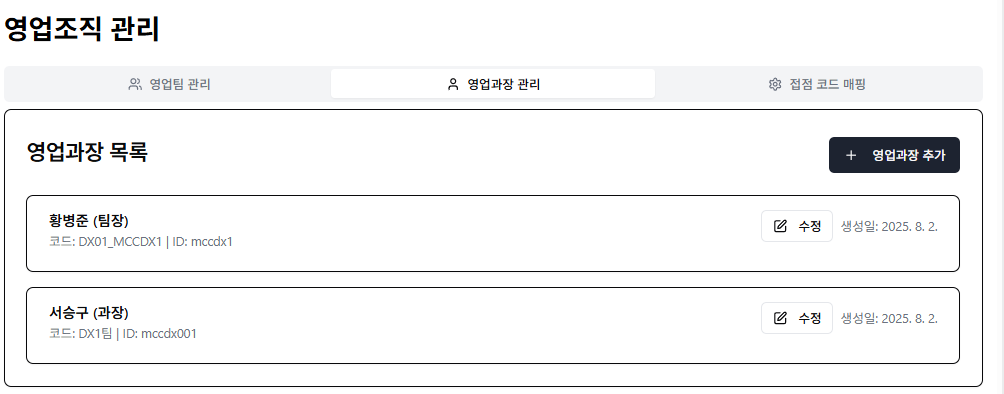 영업조직 관리
영업팀 관리
영업과장 관리
접점 코드 매핑
영업과장 목록
영업과장 추가
황병준 (팀장)
수정 생성일: 2025. 8. 2.
코드: DX01_MCCDX1 | ID: mccdx1
서승구 (과장)
수정 생성일: 2025. 8. 2.
코드: DX1팀 | ID: mccdx001